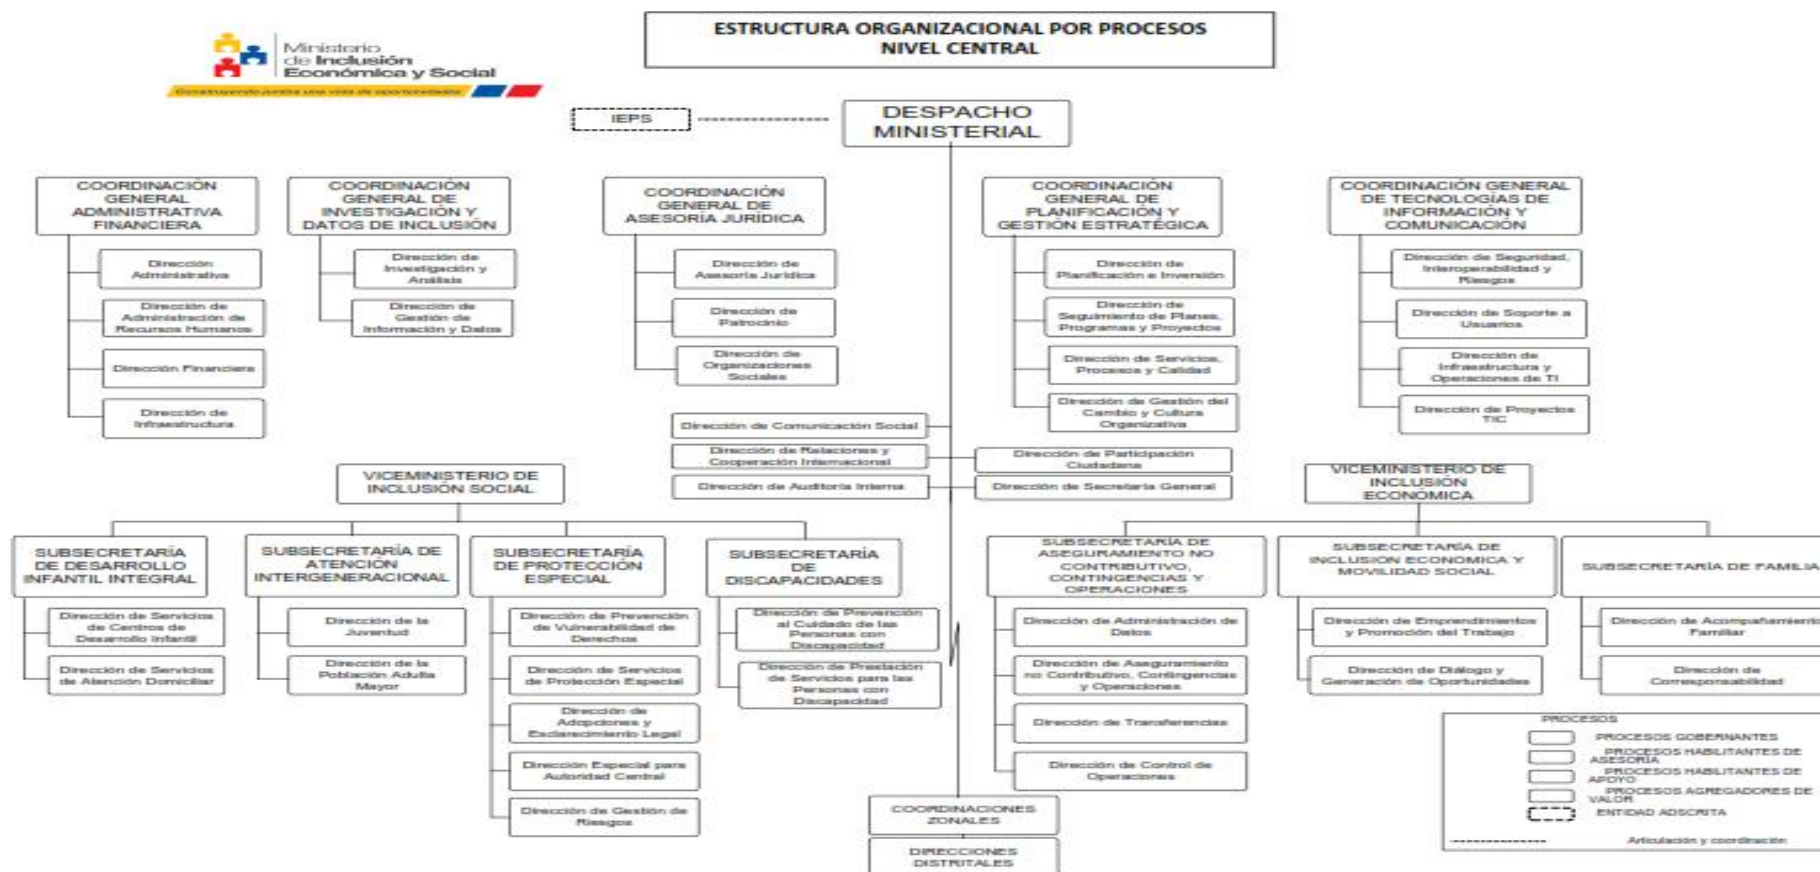 ESTRUCTURA ORGANIZACIONAL POR PROCESOS
NIVEL CENTRAL
Ministerio
de Inclusión
Económica y Social
Construyendo juntos una vida de oportunidades
IEPS
DESPACHO
MINISTERIAL
COORDINACIÓN
GENERAL
ADMINISTRATIVA
FINANCIERA
Dirección
Administrativa
Dirección de
Administración de
Recursos Humanos
Dirección Financiera
Dirección de
Infraestructura
COORDINACIÓN
GENERAL DE
INVESTIGACIÓN Y
DATOS DE INCLUSIÓN
Dirección de
Investigación y
Análisis
Dirección de
Gestión de
Información y Datos
COORDINACIÓN
GENERAL DE
ASESORÍA JURÍDICA
Dirección de
Asesoría Jurídica
Dirección de
Patrocinio
Dirección de
Organizaciones
Sociales
COORDINACIÓN
GENERAL DE
PLANIFICACIÓN Y
GESTIÓN ESTRATÉGICA
Dirección de
Planificación e Inversión
Dirección de
Seguimiento de Planes,
Programas y Proyectos
Dirección de Servicios,
Procesos y Calidad
Dirección de Gestión del
Cambio y Cultura
Organizativa
COORDINACIÓN GENERAL
DE TECNOLOGÍAS DE
INFORMACIÓN Y
COMUNICACIÓN
Dirección de Seguridad,
Interoperabilidad y
Riesgos
Dirección de Soporte a
Usuarios
Dirección de
Infraestructura y
Operaciones de TI
Dirección de Proyectos
TIC
Dirección de Comunicación Social
Dirección de Relaciones y
Cooperación Internacional
Dirección de Participación
Ciudadana
Dirección de Auditoría Interna
Dirección de Secretaría General
VICEMINISTERIO DE
INCLUSIÓN SOCIAL
SUBSECRETARÍA
DE DESARROLLO
INFANTIL INTEGRAL
Dirección de Servicios
de Centros de
Desarrollo Infantil
Dirección de Servicios
de Atención Domiciliar
SUBSECRETARÍA DE
ATENCIÓN
INTERGENERACIONAL
Dirección de la
Juventud
Dirección de la
Población Adulta
Mayor
SUBSECRETARÍA
DE PROTECCIÓN
ESPECIAL
Dirección de Prevención
de Vulnerabilidad de
Derechos
Dirección de Servicios
de Protección Especial
Dirección de
Adopciones y
Esclarecimiento Legal
Dirección Especial para
Autoridad Central
Dirección de Gestión de
Riesgos
SUBSECRETARÍA
DE
DISCAPACIDADES
Dirección de Prevención
al Cuidado de las
Personas con
Discapacidad
Dirección de Prestación
de Servicios para las
Personas con
Discapacidad
VICEMINISTERIO DE
INCLUSIÓN
ECONÓMICA
SUBSECRETARÍA DE
ASEGURAMIENTO NO
CONTRIBUTIVO,
CONTINGENCIAS Y
OPERACIONES
Dirección de Administración de
Datos
Dirección de Aseguramiento
no Contributivo, Contingencias
y Operaciones
Dirección de Transferencias
Dirección de Control de
Operaciones
SUBSECRETARÍA DE
INCLUSIÓN ECONÓMICA Y
MOVILIDAD SOCIAL
Dirección de Emprendimientos
y Promoción del Trabajo
Dirección de Diálogo y
Generación de Oportunidades
SUBSECRETARÍA DE FAMILIA
Dirección de Acompañamiento
Familiar
Dirección de
Corresponsabilidad
COORDINACIONES
ZONALES
DIRECCIONES
DISTRITALES
PROCESOS
PROCESOS GOBERNANTES
PROCESOS HABILITANTES DE
ASESORÍA
PROCESOS HABILITANTES DE
APOYO
PROCESOS AGREGADORES DE
VALOR
ENTIDAD ADSCRITA
Articulación y coordinación